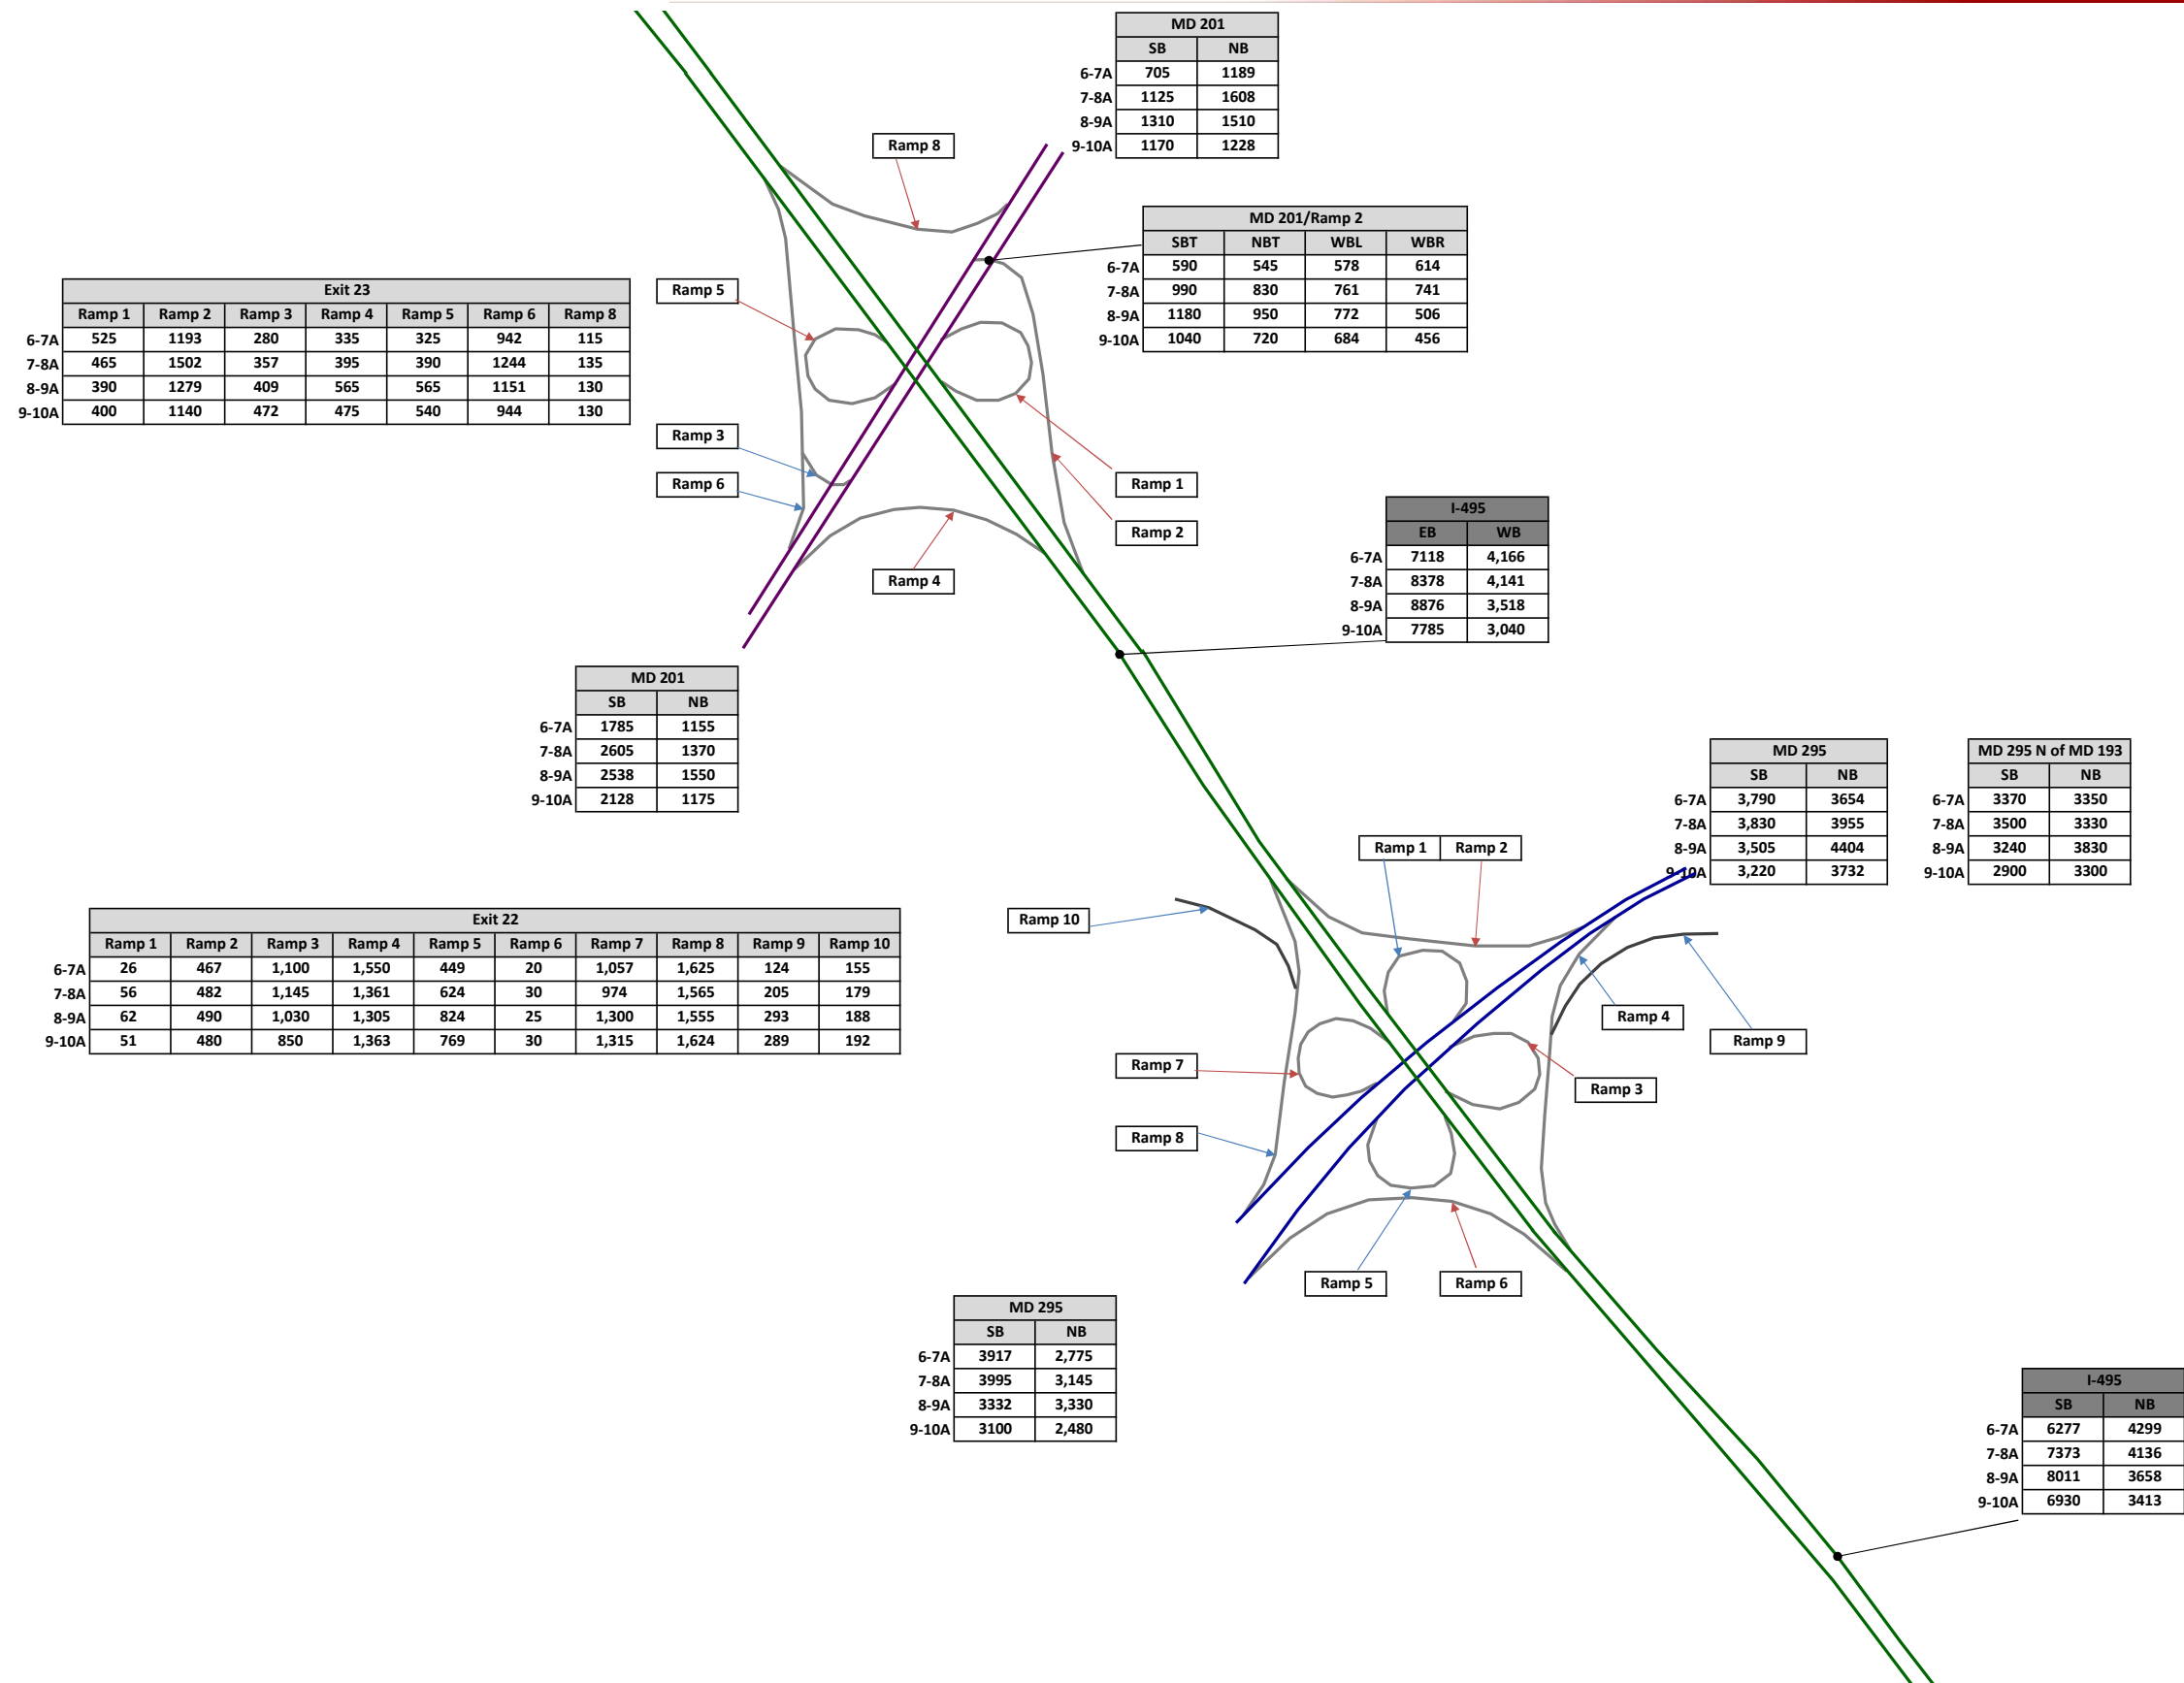 MD 201
SB NB
6-7A 705 1189
7-8A 1125 1608
8-9A 1310 1510
9-10A 1170 1228
Ramp 8
MD 201/Ramp 2
SBT NBT WBL WBR
6-7A 590 545 578 614
7-8A 990 830 761 741
8-9A 1180 950 772 506
9-10A 1040 720 684 456
Exit 23
Ramp 1 Ramp 2 Ramp 3 Ramp 4 Ramp 5 Ramp 6 Ramp 8
6-7A 525 1193 280 335 325 942 115
7-8A 465 1502 357 395 390 1244 135
8-9A 390 1279 409 565 565 1151 130
9-10A 400 1140 472 475 540 944 130
Ramp 5
Ramp 3
Ramp 6
Ramp 1
Ramp 2
Ramp 4
I-495
EB WB
6-7A 7118 4,166
7-8A 8378 4,141
8-9A 8876 3,518
9-10A 7785 3,040
MD 201
SB NB
6-7A 1785 1155
7-8A 2605 1370
8-9A 2538 1550
9-10A 2128 1175
MD 295
SB NB
6-7A 3,790 3654
7-8A 3,830 3955
8-9A 3,505 4404
9-10A 3,220 3732
MD 295 N of MD 193
SB NB
6-7A 3370 3350
7-8A 3500 3330
8-9A 3240 3830
9-10A 2900 3300
Ramp 1 Ramp 2
Exit 22
Ramp 1 Ramp 2 Ramp 3 Ramp 4 Ramp 5 Ramp 6 Ramp 7 Ramp 8 Ramp 9 Ramp 10
6-7A 26 467 1,100 1,550 449 20 1,057 1,625 124 155
7-8A 56 482 1,145 1,361 624 30 974 1,565 205 179
8-9A 62 490 1,030 1,305 824 25 1,300 1,555 293 188
9-10A 51 480 850 1,363 769 30 1,315 1,624 289 192
Ramp 10
Ramp 4
Ramp 9
Ramp 7
Ramp 3
Ramp 8
Ramp 5
Ramp 6
MD 295
SB NB
6-7A 3917 2,775
7-8A 3995 3,145
8-9A 3332 3,330
9-10A 3100 2,480
I-495
SB NB
6-7A 6277 4299
7-8A 7373 4136
8-9A 8011 3658
9-10A 6930 3413